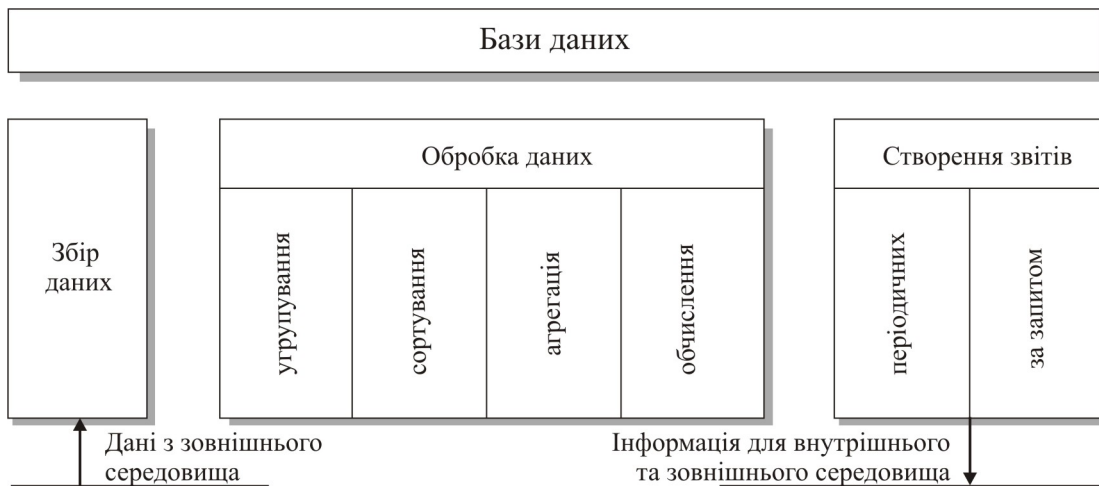 Бази даних
Збір
даних
Обробка даних
угрупування
сортування
агрегація
обчислення
Створення звітів
періодичних
за запитом
Дані з зовнішнього
середовища
Інформація для внутрішнього
та зовнішнього середовища